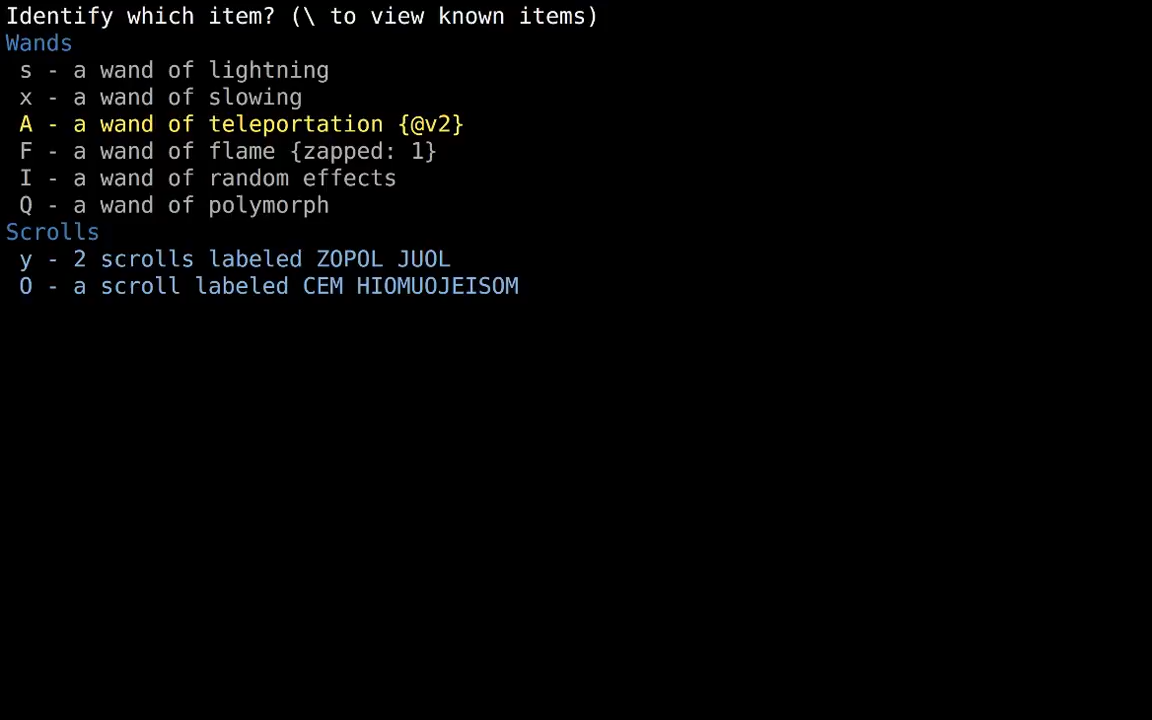 Identify which item? (\ to view known items)
Wands
s - a wand of lightning
x - a wand of slowing
A - a wand of teleportation {@v2}
F - a wand of flame {zapped: 1}
I - a wand of random effects
Q - a wand of polymorph
Scrolls
y - 2 scrolls labeled ZOPOL JUOL
O - a scroll labeled CEM HIOMUOJEISOM